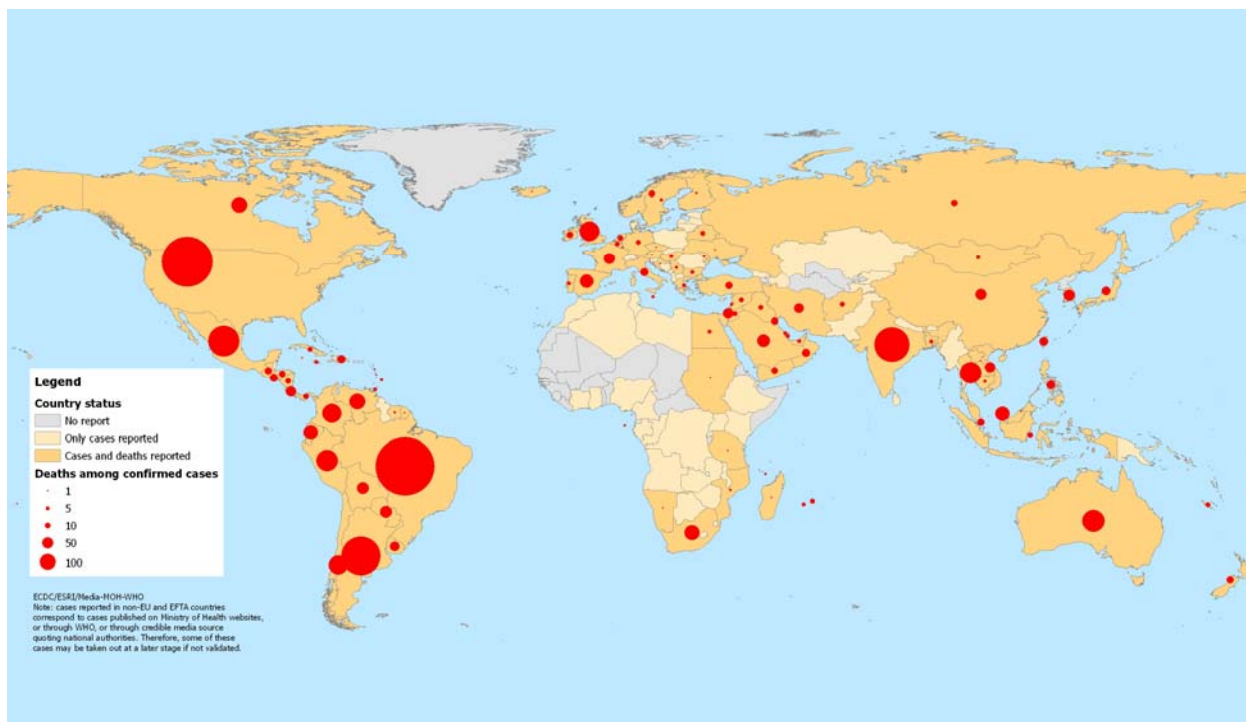 Legend
Country status
No report
Only cases reported
Cases and deaths reported
Deaths among confirmed cases
1
5
10
50
100
ECDC/ESRI/Media-MOH-WHO
Note: cases reported in non-EU and EFTA countries
correspond to cases published on Ministry of Health websites,
or through WHO, or through credible media source
quoting national authorities. Therefore, some of these
cases may be taken out at a later stage if not validated.